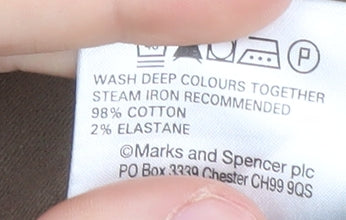 40
P
WASH DEEP COLOURS TOGETHER
STEAM IRON RECOMMENDED
98% COTTON
2% ELASTANE
©Marks and Spencer plc
PO Box 3339 Chester CH99 9QS